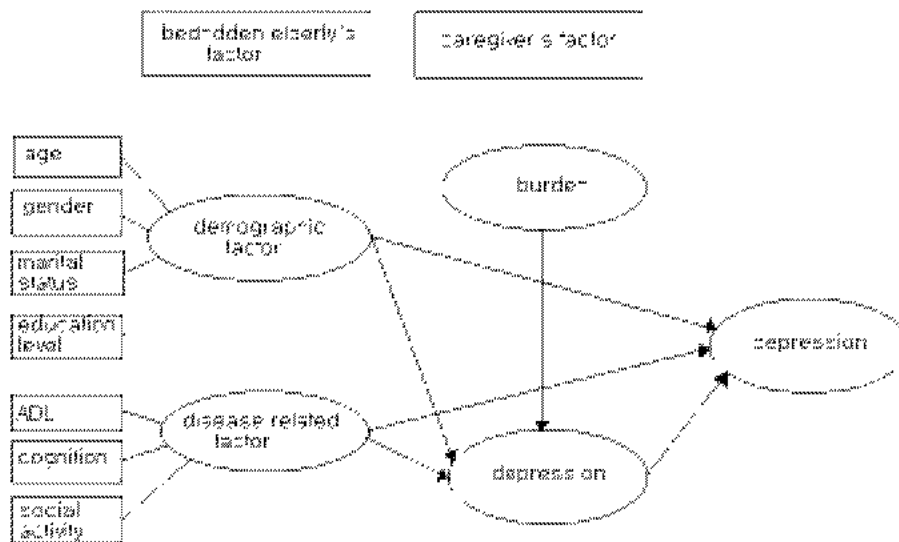 bedridden elderly's
factor
caregiver's factor
age
gender
marital
status
education
level
ADL
cognition
social
activity
demographic
factor
disease related
factor
burden
depression
depression